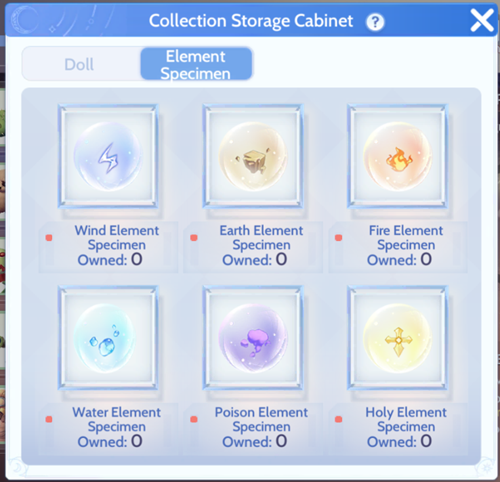 Collection Storage Cabinet ?
Doll
Element
Specimen
Wind Element
Specimen
Owned: 0
Earth Element
Specimen
Owned: 0
Fire Element
Specimen
Owned: 0
Water Element
Specimen
Owned: 0
Poison Element
Specimen
Owned: 0
Holy Element
Specimen
Owned: 0